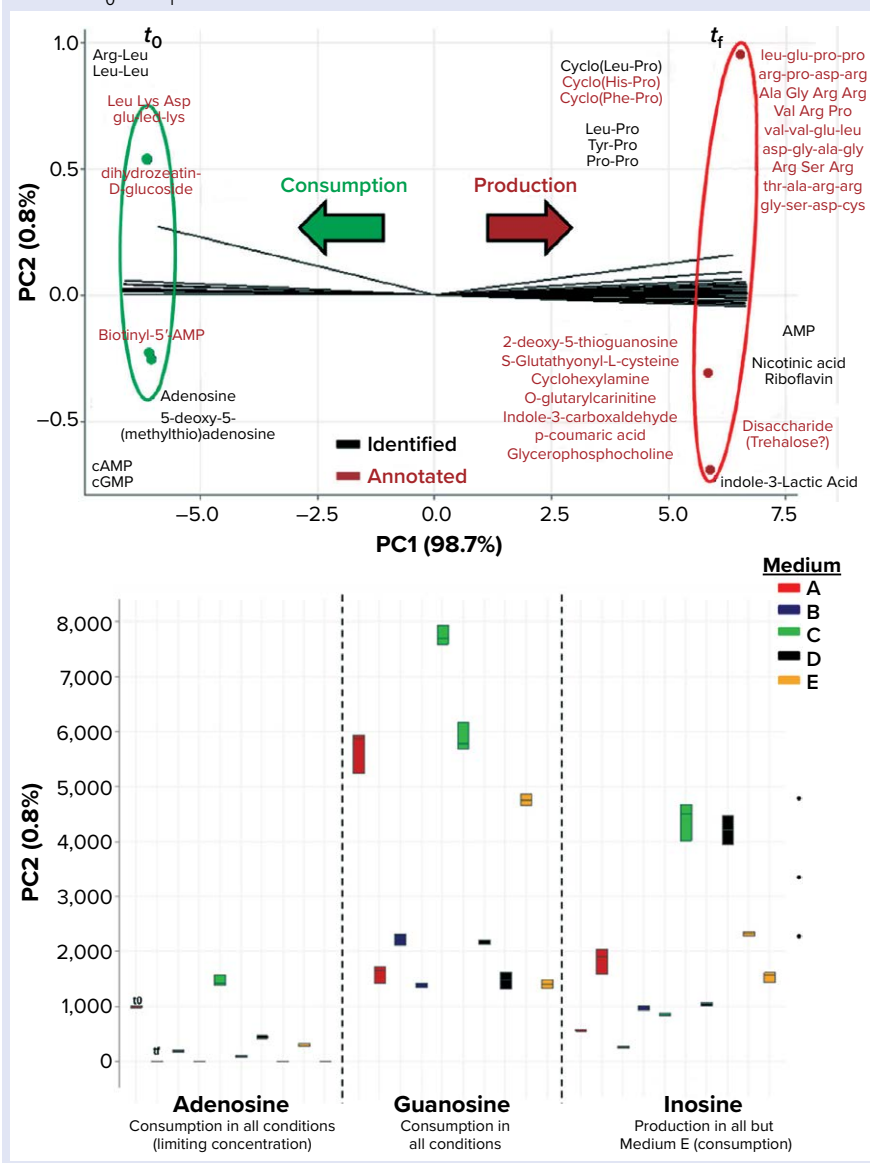 t0
tf
1.0
0.5
0.0
−0.5
PC2 (0.8%)
Arg-Leu
Leu-Leu
Leu Lys Asp
glu-led-lys
dihydrozeatin-
D-glucoside
Biotinyl-5'-AMP
Adenosine
5-deoxy-5-
(methylthio)adenosine
cAMP
cGMP
Consumption
Production
Cyclo(Leu-Pro)
Cyclo(His-Pro)
Cyclo(Phe-Pro)
Leu-Pro
Tyr-Pro
Pro-Pro
leu-glu-pro-pro
arg-pro-asp-arg
Ala Gly Arg Arg
Val Arg Pro
val-val-glu-leu
asp-gly-ala-gly
Arg Ser Arg
thr-ala-arg-arg
gly-ser-asp-cys
2-deoxy-5-thioguanosine
S-Glutathyonyl-L-cysteine
Cyclohexylamine
O-glutarylcarinitine
Indole-3-carboxaldehyde
p-coumaric acid
Glycerophosphocholine
AMP
Nicotinic acid
Riboflavin
Disaccharide
(Trehalose?)
indole-3-Lactic Acid
Identified
Annotated
−5.0 −2.5 0.0 2.5 5.0 7.5
PC1 (98.7%)
Medium
A
B
C
D
E
8,000
7,000
6,000
5,000
4,000
3,000
2,000
1,000
0
PC2 (0.8%)
t0
tf
Adenosine
Consumption in all conditions
(limiting concentration)
Guanosine
Consumption in
all conditions
Inosine
Production in all but
Medium E (consumption)